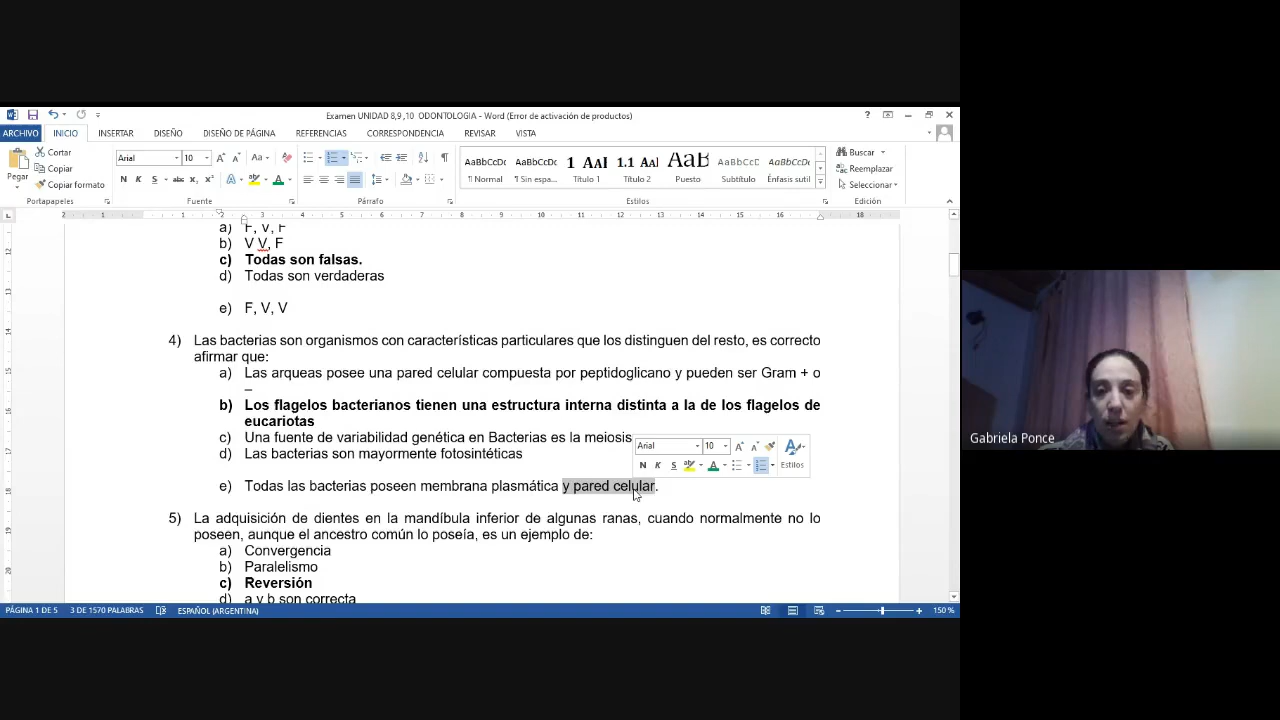 Examen UNIDAD 8,9 ,10 ODONTOLOGIA - Word (Error de activación de productos)
ARCHIVO INICIO INSERTAR DISEÑO DISEÑO DE PÁGINA REFERENCIAS CORRESPONDENCIA REVISAR VISTA
Pegar
Cortar
Copiar
Copiar formato
Portapapeles
Arial 10
N K S abc x₂ x²
Fuente
Párrafo
AaBbCcDc AaBbCcDc 1 AaI 1.1 AaI AaB AaBbCcD AaBbCcDc
¶ Normal ¶ Sin espa... Título 1 Título 2 Puesto Subtítulo Énfasis sutil
Estilos
Buscar
Reemplazar
Seleccionar
Edición
a) F, V, F
b) V V, F
c) Todas son falsas.
d) Todas son verdaderas
e) F, V, V
4) Las bacterias son organismos con características particulares que los distinguen del resto, es correcto
afirmar que:
a) Las arqueas posee una pared celular compuesta por peptidoglicano y pueden ser Gram + o
–
b) Los flagelos bacterianos tienen una estructura interna distinta a la de los flagelos de
eucariotas
c) Una fuente de variabilidad genética en Bacterias es la meiosis
d) Las bacterias son mayormente fotosintéticas
e) Todas las bacterias poseen membrana plasmática y pared celular.
Arial 10
N K S Estilos
5) La adquisición de dientes en la mandíbula inferior de algunas ranas, cuando normalmente no lo
poseen, aunque el ancestro común lo poseía, es un ejemplo de:
a) Convergencia
b) Paralelismo
c) Reversión
d) a y b son correcta
PÁGINA 1 DE 5 3 DE 1570 PALABRAS ESPAÑOL (ARGENTINA) 150 %
Gabriela Ponce